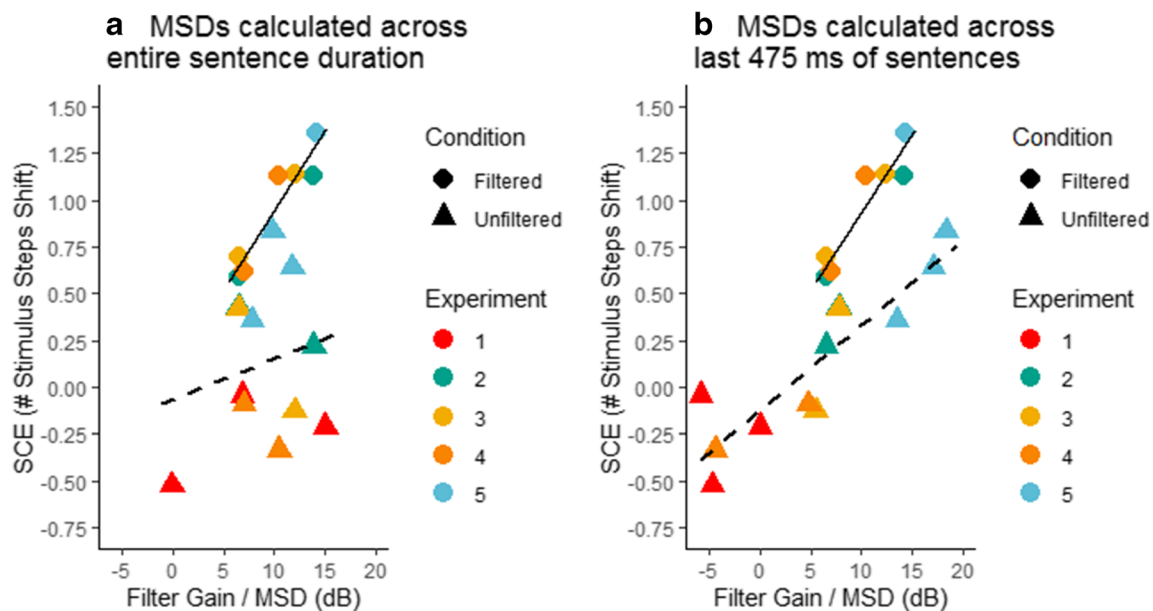 a MSDs calculated across
entire sentence duration
SCE (# Stimulus Steps Shift)
1.50
1.25
1.00
0.75
0.50
0.25
0.00
-0.25
-0.50
-0.75
-5 0 5 10 15 20
Filter Gain / MSD (dB)
Condition
Filtered
Unfiltered
Experiment
1
2
3
4
5
b MSDs calculated across
last 475 ms of sentences
SCE (# Stimulus Steps Shift)
1.50
1.25
1.00
0.75
0.50
0.25
0.00
-0.25
-0.50
-0.75
-5 0 5 10 15 20
Filter Gain / MSD (dB)
Condition
Filtered
Unfiltered
Experiment
1
2
3
4
5